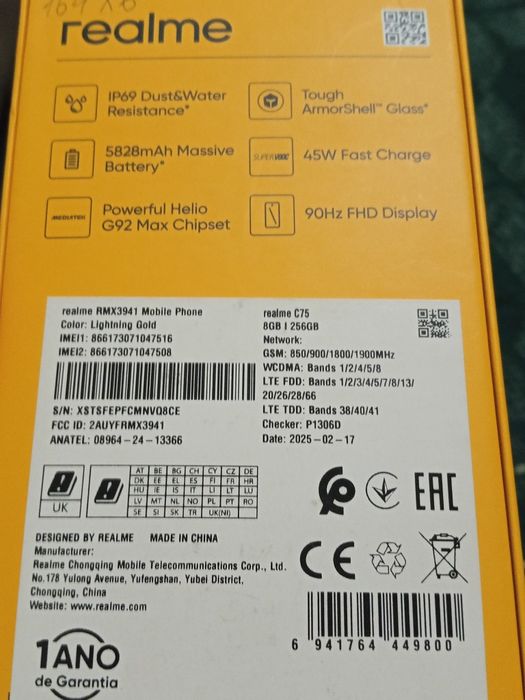 realme
IP69 Dust&Water
Resistance*
Tough
ArmorShell™ Glass*
5828mAh Massive
Battery*
SUPERVOOC
45W Fast Charge
MEDIATEK
Powerful Helio
G92 Max Chipset
90Hz FHD Display
realme RMX3941 Mobile Phone
Color: Lightning Gold
IMEI1: 866173071047516
IMEI2: 866173071047508
S/N: XSTSFEPFCMNVQ8CE
FCC ID: 2AUYFRMX3941
ANATEL: 08964-24-13366
realme C75
8GB | 256GB
Network:
GSM: 850/900/1800/1900MHz
WCDMA: Bands 1/2/4/5/8
LTE FDD: Bands 1/2/3/4/5/7/8/13/
20/26/28/66
LTE TDD: Bands 38/40/41
Checker: P1306D
Date: 2025-02-17
UK
AT BE BG CH CY CZ DE
DK EE EL ES FI FR HR
HU IE IS IT LI LT LU
LV MT NL NO PL PT RO
SE SI SK TR UK(NI)
EAC
DESIGNED BY REALME MADE IN CHINA
Manufacturer:
Realme Chongqing Mobile Telecommunications Corp., Ltd.
No.178 Yulong Avenue, Yufengshan, Yubei District,
Chongqing, China
Website: www.realme.com
CE
6 941764 449800
1ANO
de Garantia